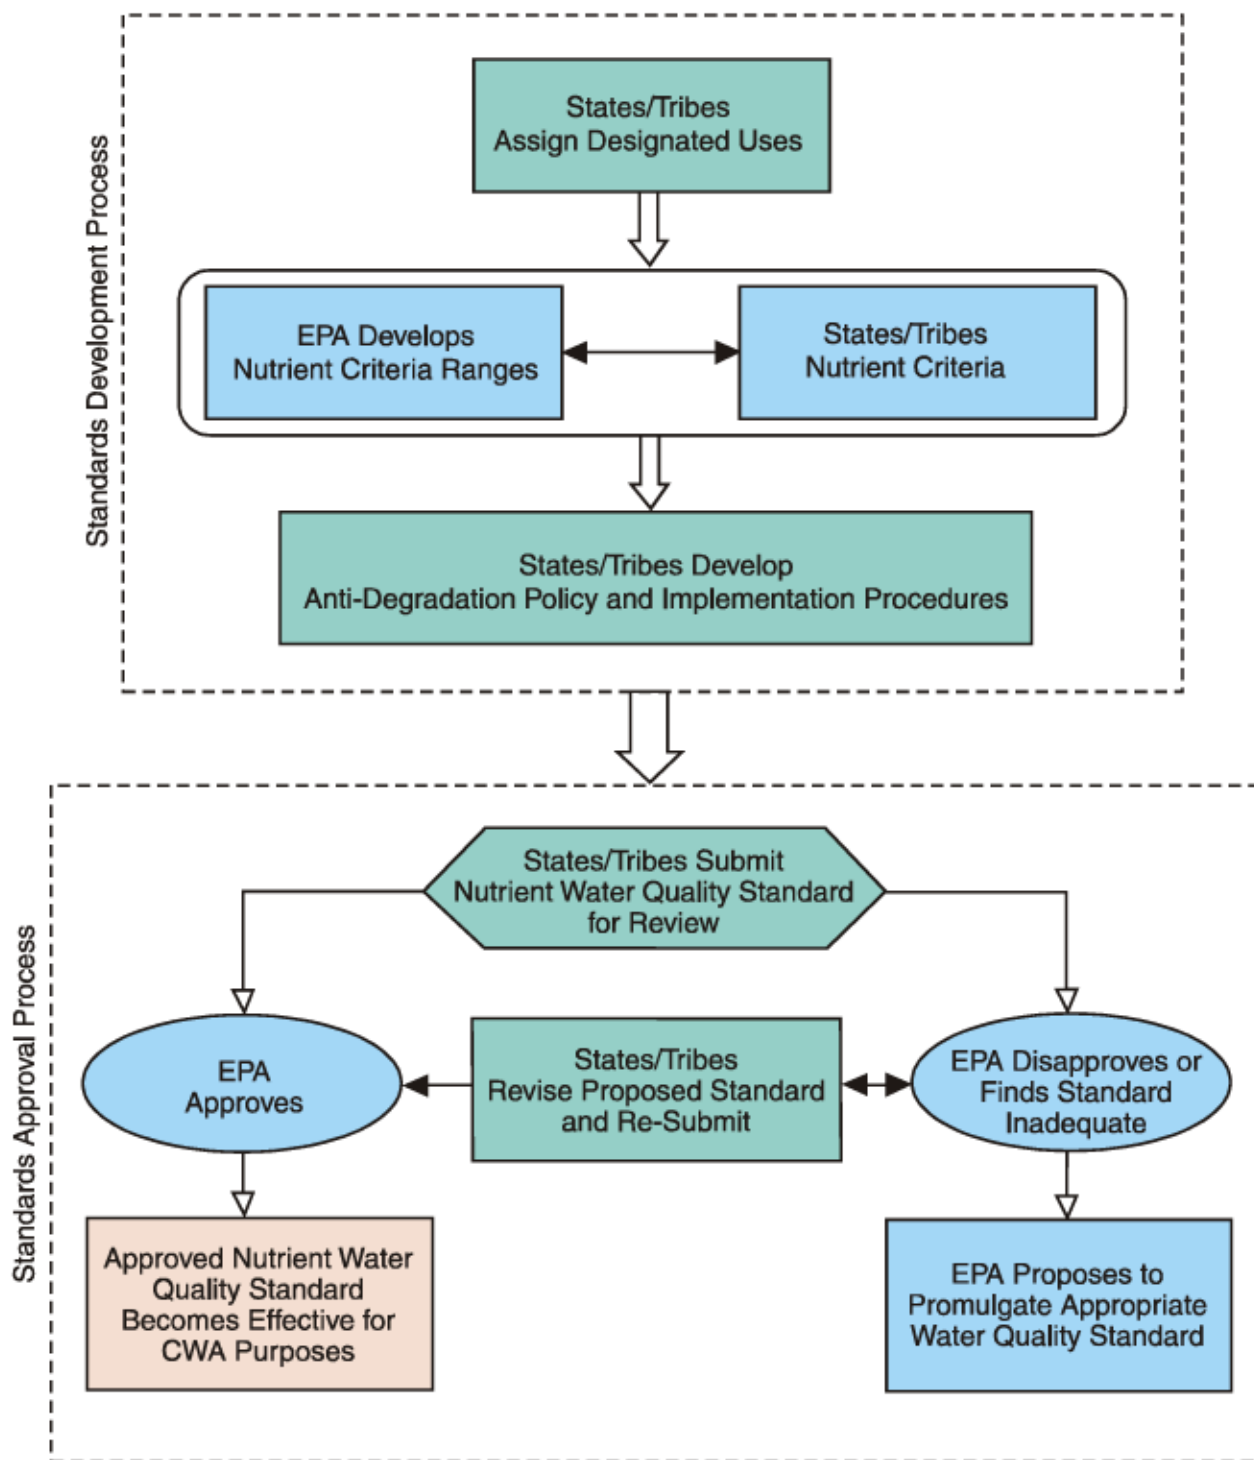 Standards Development Process
States/Tribes
Assign Designated Uses
EPA Develops
Nutrient Criteria Ranges
States/Tribes
Nutrient Criteria
States/Tribes Develop
Anti-Degradation Policy and Implementation Procedures
Standards Approval Process
States/Tribes Submit
Nutrient Water Quality Standard
for Review
EPA
Approves
States/Tribes
Revise Proposed Standard
and Re-Submit
EPA Disapproves or
Finds Standard
Inadequate
Approved Nutrient Water
Quality Standard
Becomes Effective for
CWA Purposes
EPA Proposes to
Promulgate Appropriate
Water Quality Standard